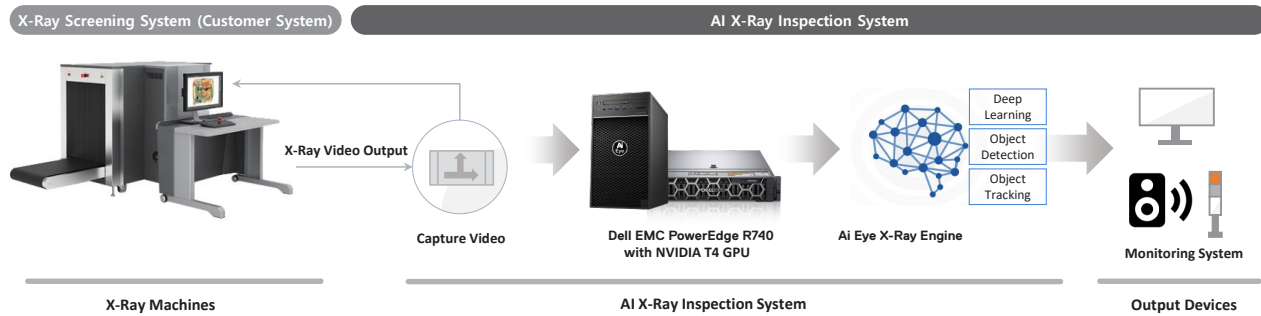 X-Ray Screening System (Customer System)
AI X-Ray Inspection System
X-Ray Video Output
Capture Video
Ai
Eye
Dell EMC PowerEdge R740
with NVIDIA T4 GPU
Ai Eye X-Ray Engine
Deep
Learning
Object
Detection
Object
Tracking
Monitoring System
X-Ray Machines
AI X-Ray Inspection System
Output Devices